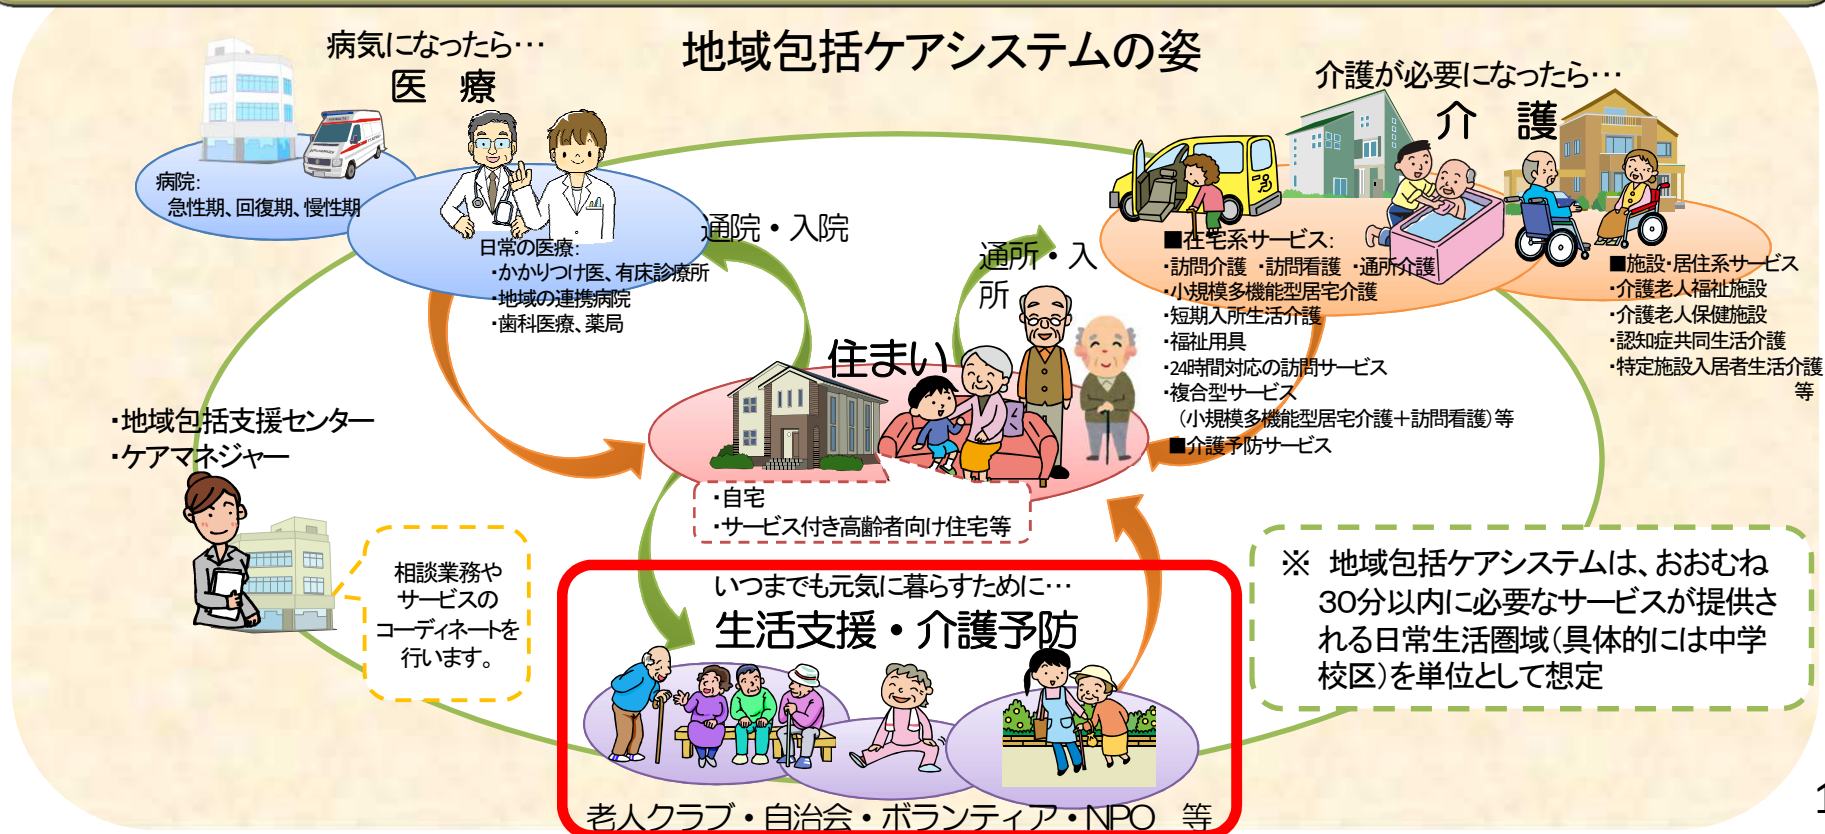 地域包括ケアシステムの姿
病気になったら…
医 療
病院:
急性期、回復期、慢性期
日常の医療:
・かかりつけ医、有床診療所
・地域の連携病院
・歯科医療、薬局
通院・入院
通所・入
所
介護が必要になったら…
介 護
■在宅系サービス:
・訪問介護 ・訪問看護 ・通所介護
・小規模多機能型居宅介護
・短期入所生活介護
・福祉用具
・24時間対応の訪問サービス
・複合型サービス
（小規模多機能型居宅介護＋訪問看護）等
■介護予防サービス
■施設・居住系サービス
・介護老人福祉施設
・介護老人保健施設
・認知症共同生活介護
・特定施設入居者生活介護
等
住まい
・自宅
・サービス付き高齢者向け住宅等
・地域包括支援センター
・ケアマネジャー
相談業務や
サービスの
コーディネートを
行います。
いつまでも元気に暮らすために…
生活支援・介護予防
老人クラブ・自治会・ボランティア・NPO 等
※ 地域包括ケアシステムは、おおむね
30分以内に必要なサービスが提供さ
れる日常生活圏域（具体的には中学
校区）を単位として想定
1